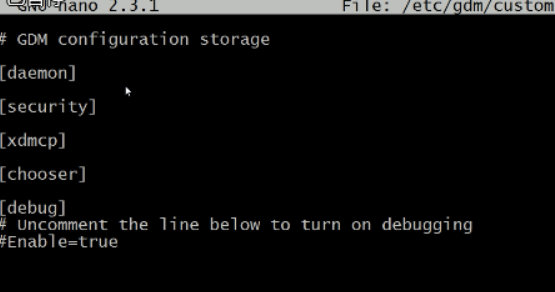 GNU nano 2.3.1 File: /etc/gdm/custom
# GDM configuration storage
[daemon]
[security]
[xdmcp]
[chooser]
[debug]
# Uncomment the line below to turn on debugging
#Enable=true